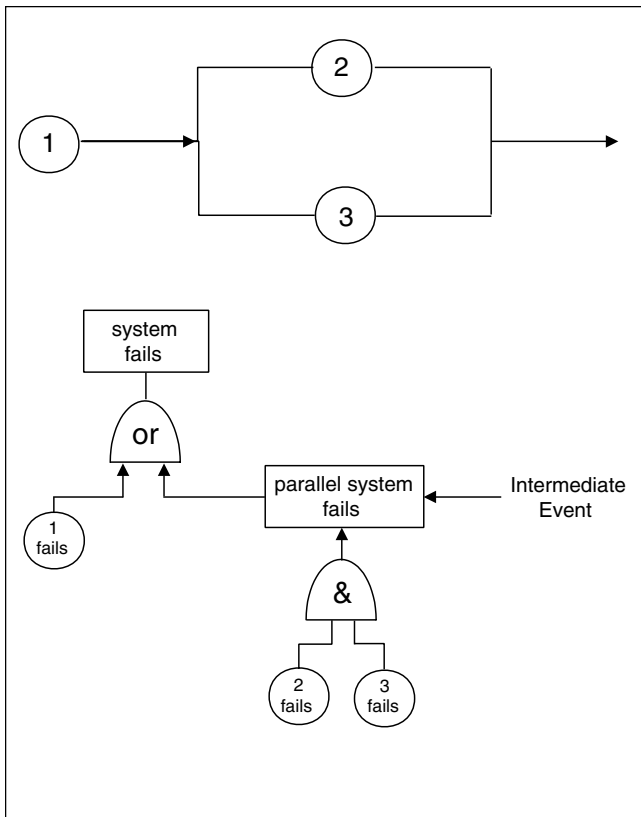 2
1
3
system
fails
or
parallel system
fails
Intermediate
Event
1
fails
&
2
fails
3
fails